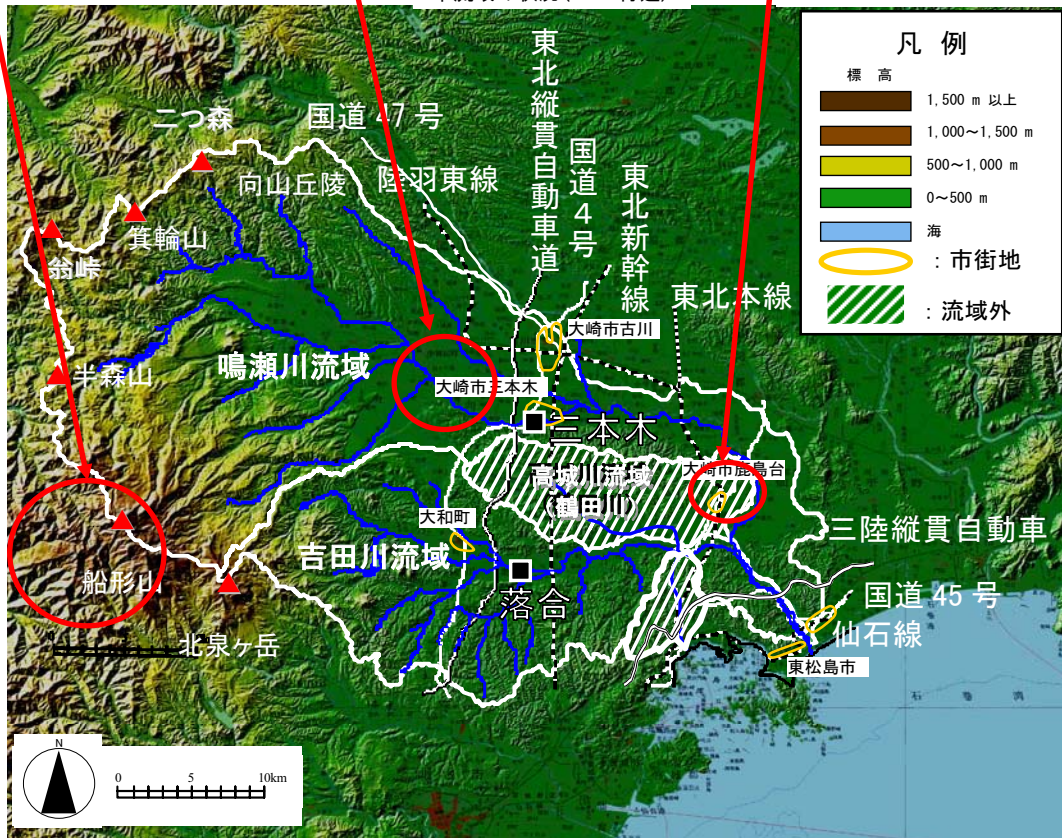 凡 例
標 高
1,500 m 以上
1,000～1,500 m
500～1,000 m
0～500 m
海
：市街地
：流域外
東北縦貫自動車道
国道４号
東北新幹線
二つ森
国道 47 号
向山丘陵
陸羽東線
箕輪山
翁峠
東北本線
大崎市古川
半森山
鳴瀬川流域
大崎市三本木
三本木
大崎市鹿島台
高城川流域
（鶴田川）
大和町
吉田川流域
三陸縦貫自動車
船形山
落合
国道 45 号
仙石線
北泉ヶ岳
東松島市
石 巻 湾
N
0 5 10km